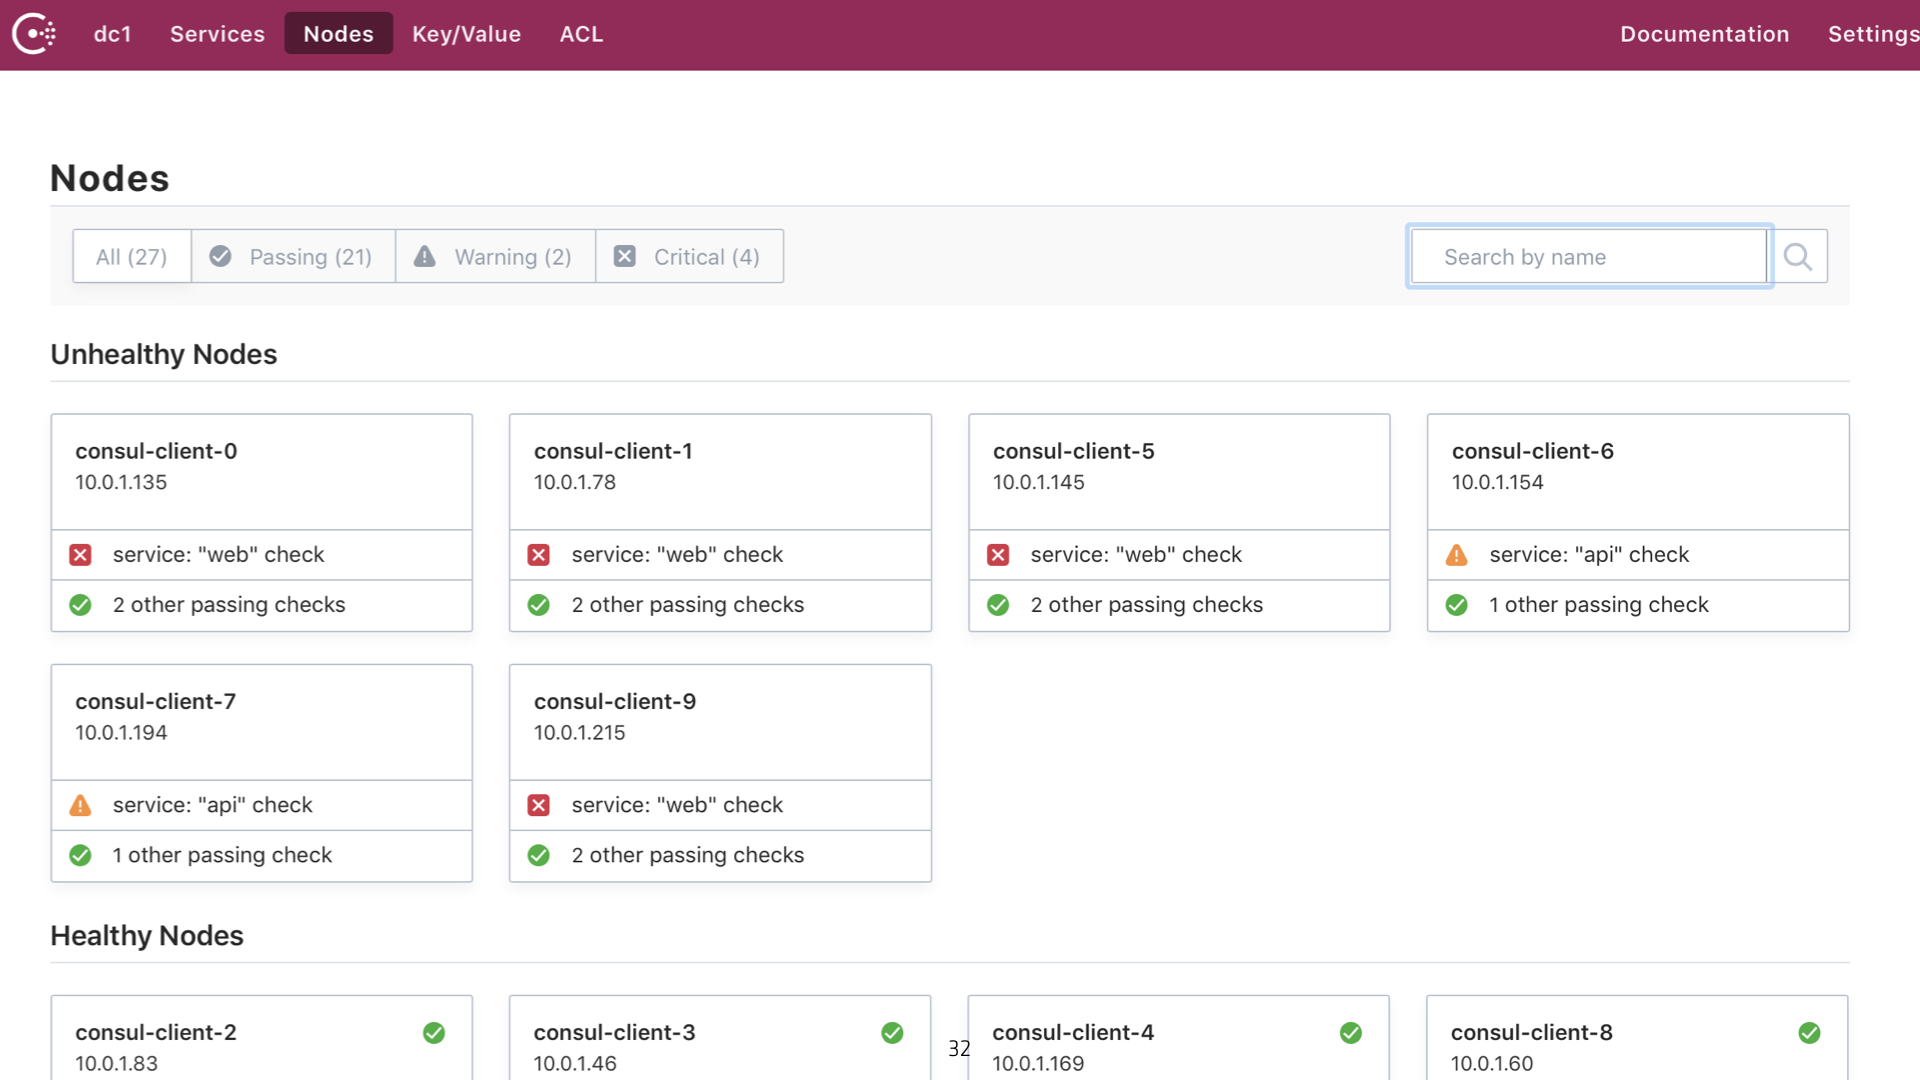 dc1 Services Nodes Key/Value ACL Documentation Settings
Nodes
All (27) Passing (21) Warning (2) Critical (4) Search by name
Unhealthy Nodes
consul-client-0 consul-client-1 consul-client-5 consul-client-6
10.0.1.135 10.0.1.78 10.0.1.145 10.0.1.154
service: "web" check service: "web" check service: "web" check service: "api" check
2 other passing checks 2 other passing checks 2 other passing checks 1 other passing check
consul-client-7 consul-client-9
10.0.1.194 10.0.1.215
service: "api" check service: "web" check
1 other passing check 2 other passing checks
Healthy Nodes
consul-client-2 consul-client-3 consul-client-4 consul-client-8
32
10.0.1.83 10.0.1.46 10.0.1.169 10.0.1.60